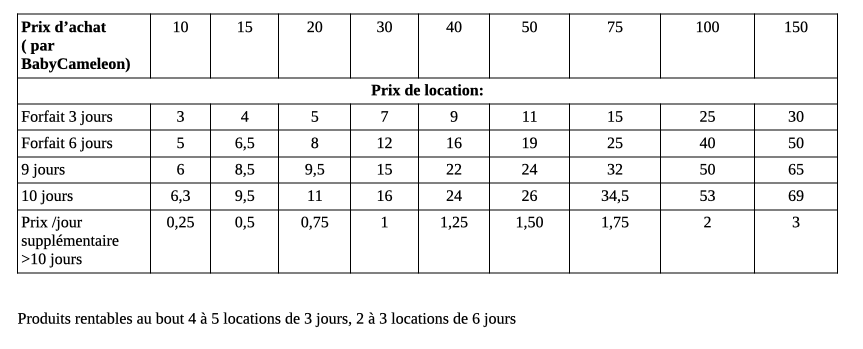 Prix d’achat 10 15 20 30 40 50 75 100 150
( par
BabyCameleon)
Prix de location:
Forfait 3 jours 3 4 5 7 9 11 15 25 30
Forfait 6 jours 5 6,5 8 12 16 19 25 40 50
9 jours 6 8,5 9,5 15 22 24 32 50 65
10 jours 6,3 9,5 11 16 24 26 34,5 53 69
Prix /jour 0,25 0,5 0,75 1 1,25 1,50 1,75 2 3
supplémentaire
>10 jours
Produits rentables au bout 4 à 5 locations de 3 jours, 2 à 3 locations de 6 jours